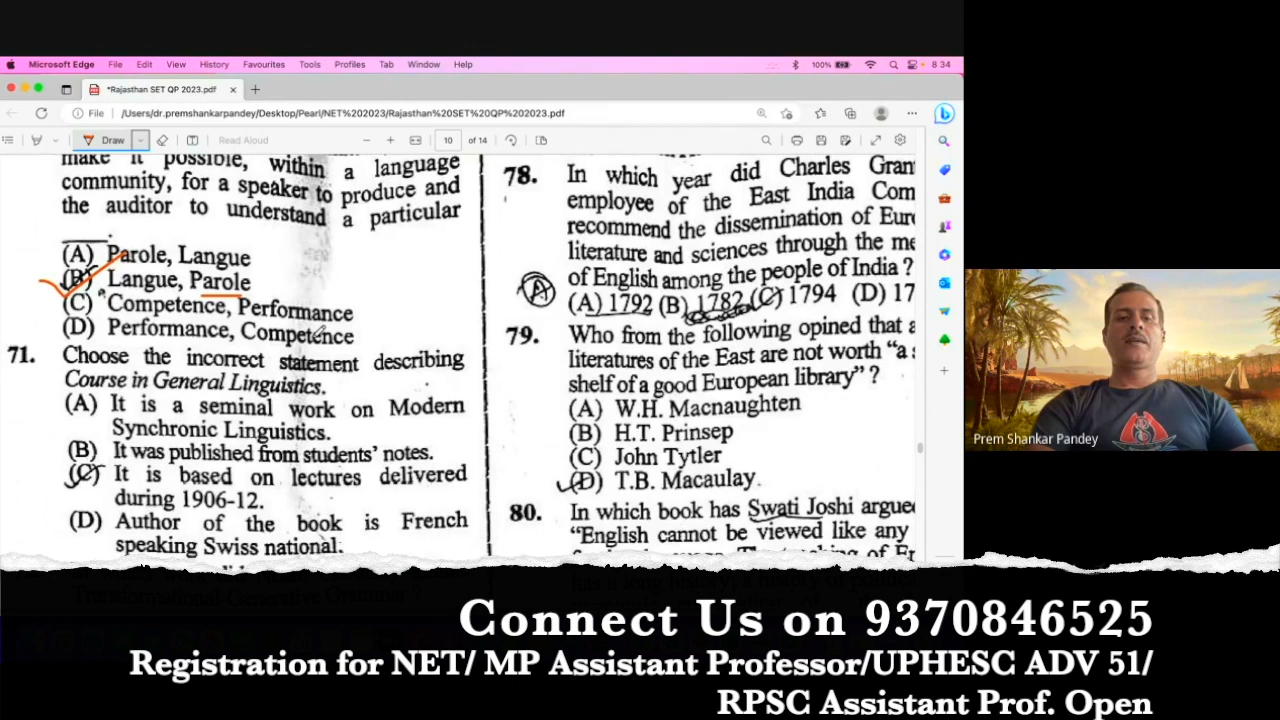 Microsoft Edge File Edit View History Favourites Tools Profiles Tab Window Help
100%
8 34
*Rajasthan SET QP 2023.pdf
File /Users/dr.premshankarpandey/Desktop/Pearl/NET%202023/Rajasthan%20SET%20QP%202023.pdf
Draw Read Aloud 10 of 14
make it possible, within a language
community, for a speaker to produce and
the auditor to understand a particular
(A) Parole, Langue
(B) Langue, Parole
(C) Competence, Performance
(D) Performance, Competence
71. Choose the incorrect statement describing
Course in General Linguistics.
(A) It is a seminal work on Modern
Synchronic Linguistics.
(B) It was published from students' notes.
(C) It is based on lectures delivered
during 1906-12.
(D) Author of the book is French
speaking Swiss national.
Transformational Generative Grammar ?
78. In which year did Charles Gran
employee of the East India Com
recommend the dissemination of Eur
literature and sciences through the me
of English among the people of India ?
(A) 1792 (B) 1782 (C) 1794 (D) 17
79. Who from the following opined that a
literatures of the East are not worth "a s
shelf of a good European library" ?
(A) W.H. Macnaughten
(B) H.T. Prinsep
(C) John Tytler
(D) T.B. Macaulay
80. In which book has Swati Joshi argue
"English cannot be viewed like any
has a long history, a history of
Prem Shankar Pandey
Connect Us on 9370846525
Registration for NET/ MP Assistant Professor/UPHESC ADV 51/
RPSC Assistant Prof. Open